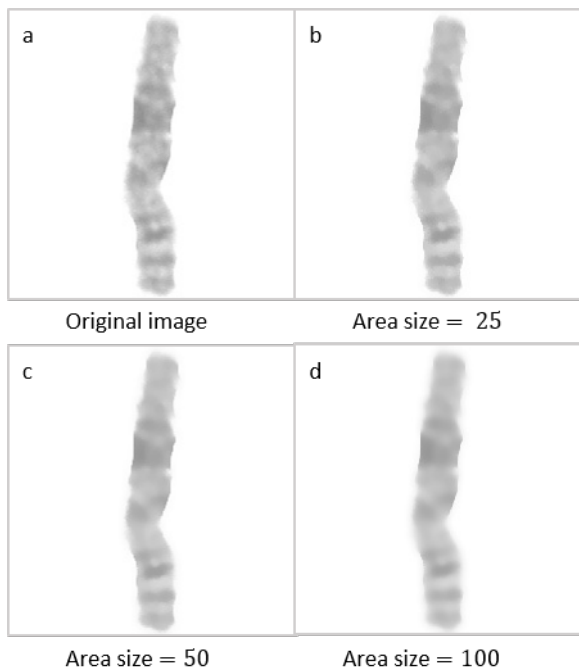 a
b
Original image
Area size = 25
c
d
Area size = 50
Area size = 100